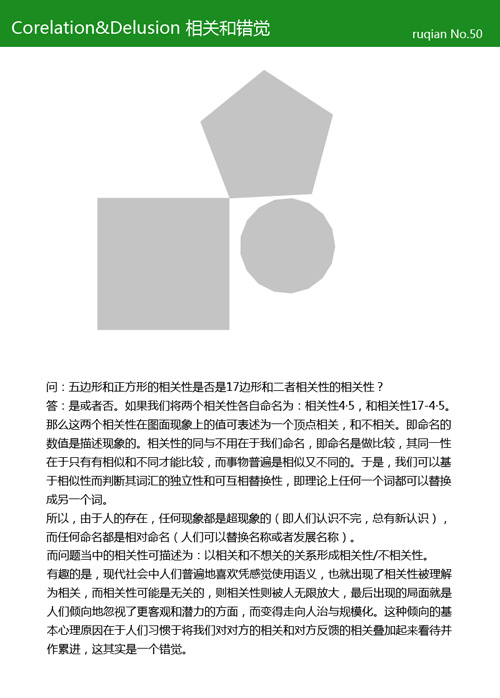 Corelation&Delusion 相关和错觉
ruqian No.50
问：五边形和正方形的相关性是否是17边形和二者相关性的相关性？
答：是或者否。如果我们将两个相关性各自命名为：相关性4·5，和相关性17-4·5。
那么这两个相关性在图面现象上的值可表述为一个顶点相关，和不相关。即命名的
数值是描述现象的。相关性的同与不用在于我们命名，即命名是做比较，其同一性
在于只有有相似和不同才能比较，而事物普遍是相似又不同的。于是，我们可以基
于相似性而判断其词汇的独立性和可互相替换性，即理论上任何一个词都可以替换
成另一个词。
所以，由于人的存在，任何现象都是超现象的（即人们认识不完，总有新认识），
而任何命名都是相对命名（人们可以替换名称或者发展名称）。
而问题当中的相关性可描述为：以相关和不想关的关系形成相关性/不相关性。
有趣的是，现代社会中人们普遍地喜欢凭感觉使用语义，也就出现了相关性被理解
为相关，而相关性可能是无关的，则相关性则被人无限放大，最后出现的局面就是
人们倾向地忽视了更客观和潜力的方面，而变得走向人治与规模化。这种倾向的基
本心理原因在于人们习惯于将我们对对方的相关和对方反馈的相关叠加起来看待并
作累进，这其实是一个错觉。